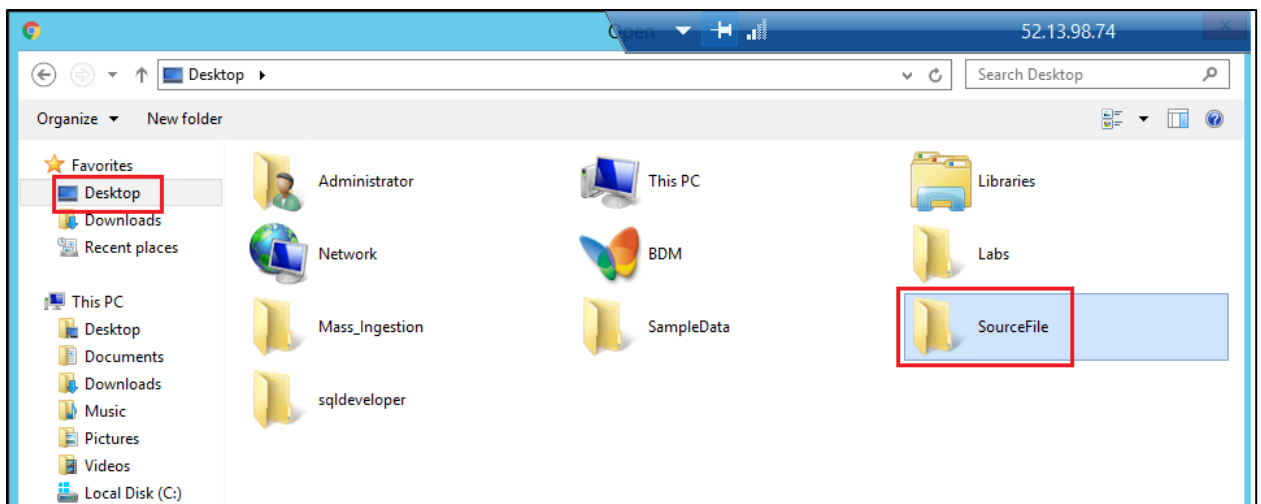 Open 52.13.98.74
Desktop
Search Desktop
Organize New folder
Favorites
Desktop
Downloads
Recent places
This PC
Desktop
Documents
Downloads
Music
Pictures
Videos
Local Disk (C:)
Administrator This PC Libraries
Network BDM Labs
Mass_Ingestion SampleData SourceFile
sqldeveloper